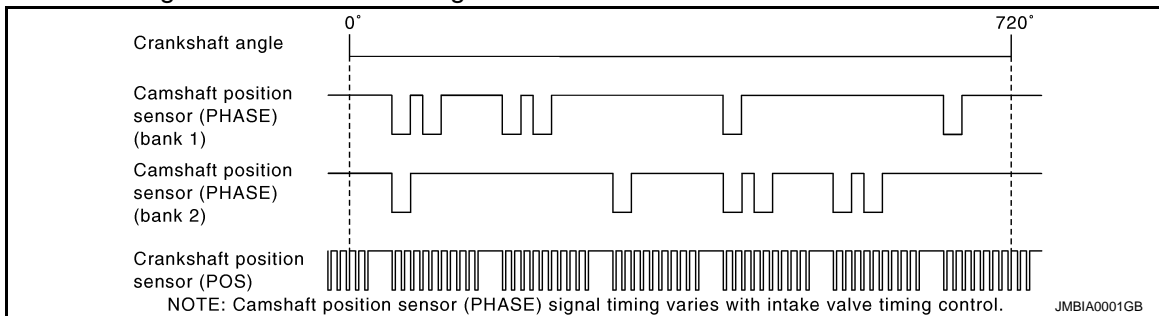 0° 720°
Crankshaft angle
Camshaft position
sensor (PHASE)
(bank 1)
Camshaft position
sensor (PHASE)
(bank 2)
Crankshaft position
sensor (POS)
NOTE: Camshaft position sensor (PHASE) signal timing varies with intake valve timing control.
JMBIA0001GB